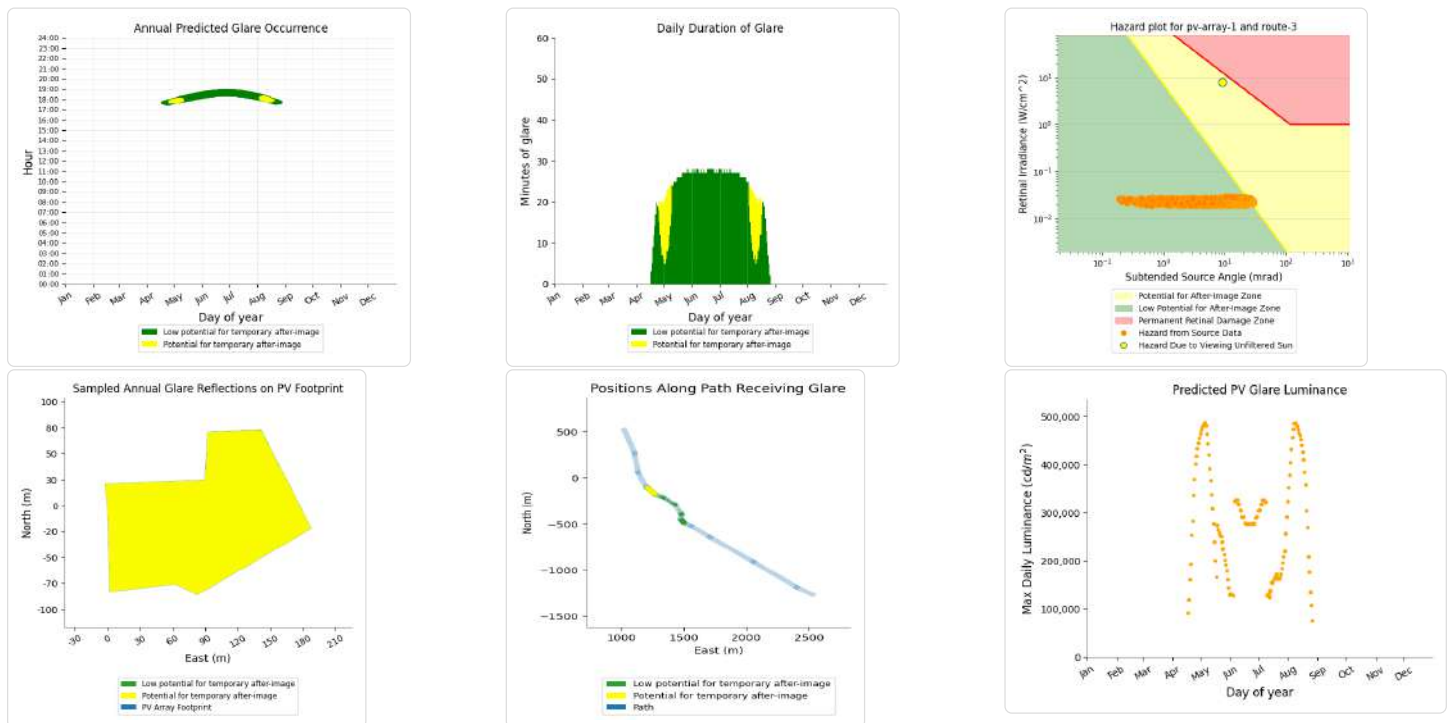 Annual Predicted Glare Occurrence
Hour
24:00
23:00
22:00
21:00
20:00
19:00
18:00
17:00
16:00
15:00
14:00
13:00
12:00
11:00
10:00
09:00
08:00
07:00
06:00
05:00
04:00
03:00
02:00
01:00
00:00
Jan Feb Mar Apr May Jun Jul Aug Sep Oct Nov Dec
Day of year
Low potential for temporary after-image
Potential for temporary after-image
Daily Duration of Glare
Minutes of glare
60
50
40
30
20
10
0
Jan Feb Mar Apr May Jun Jul Aug Sep Oct Nov Dec
Day of year
Low potential for temporary after-image
Potential for temporary after-image
Hazard plot for pv-array-1 and route-3
Retinal Irradiance (W/cm^2)
10¹
10⁰
10⁻¹
10⁻²
10⁻¹ 10⁰ 10¹ 10² 10³
Subtended Source Angle (mrad)
Potential for After-Image Zone
Low Potential for After-Image Zone
Permanent Retinal Damage Zone
Hazard from Source Data
Hazard Due to Viewing Unfiltered Sun
Sampled Annual Glare Reflections on PV Footprint
North (m)
100
80
50
30
0
-20
-50
-70
-100
-30 0 30 60 90 120 150 180 210
East (m)
Low potential for temporary after-image
Potential for temporary after-image
PV Array Footprint
Positions Along Path Receiving Glare
North (m)
500
0
−500
−1000
−1500
1000 1500 2000 2500
East (m)
Low potential for temporary after-image
Potential for temporary after-image
Path
Predicted PV Glare Luminance
Max Daily Luminance (cd/m²)
500,000
400,000
300,000
200,000
100,000
0
Jan Feb Mar Apr May Jun Jul Aug Sep Oct Nov Dec
Day of year